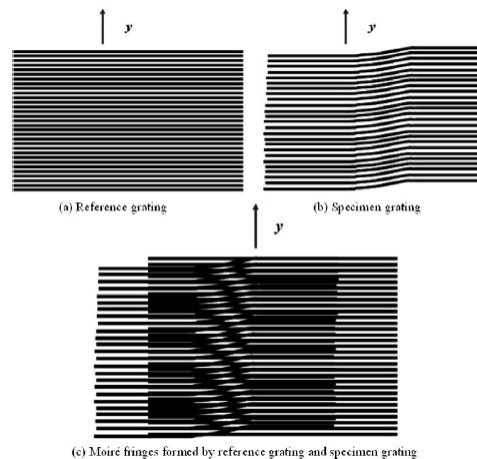 y
y
(a) Reference grating
(b) Specimen grating
y
(c) Moiré fringes formed by reference grating and specimen grating